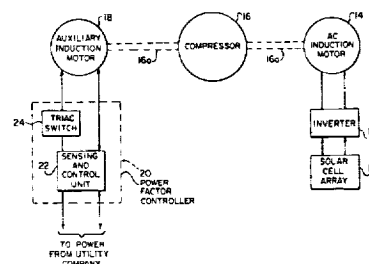 18
AUXILIARY
INDUCTION
MOTOR
16
COMPRESSOR
16a
16a
14
AC
INDUCTION
MOTOR
24
TRIAC
SWITCH
22
SENSING
AND
CONTROL
UNIT
20
POWER
FACTOR
CONTROLLER
INVERTER
SOLAR
CELL
ARRAY
TO POWER
FROM UTILITY
COMPANY